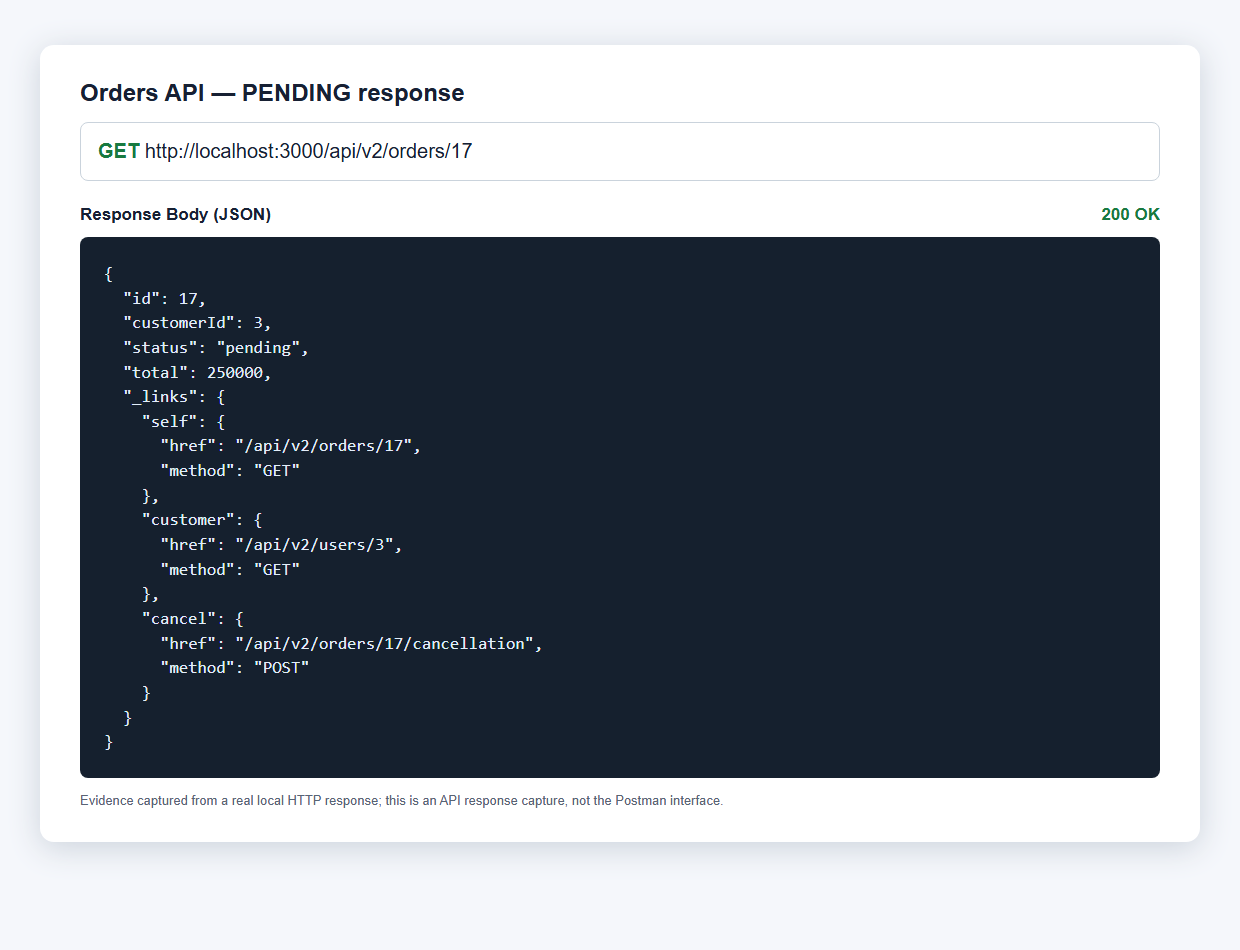 Orders API — PENDING response
GET http://localhost:3000/api/v2/orders/17
Response Body (JSON) 200 OK
{
  "id": 17,
  "customerId": 3,
  "status": "pending",
  "total": 250000,
  "_links": {
    "self": {
      "href": "/api/v2/orders/17",
      "method": "GET"
    },
    "customer": {
      "href": "/api/v2/users/3",
      "method": "GET"
    },
    "cancel": {
      "href": "/api/v2/orders/17/cancellation",
      "method": "POST"
    }
  }
}
Evidence captured from a real local HTTP response; this is an API response capture, not the Postman interface.